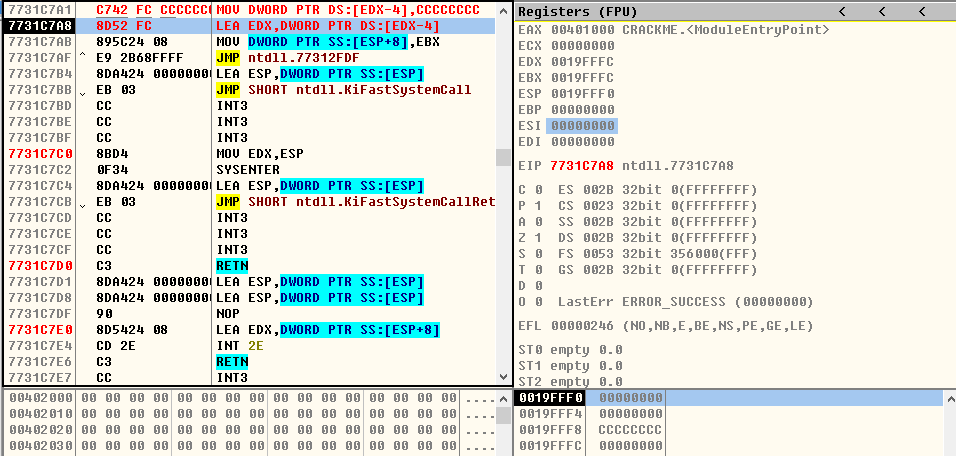 7731C7A1 C742 FC CCCCCC MOV DWORD PTR DS:[EDX-4],CCCCCCCC
7731C7A8 8D52 FC LEA EDX,DWORD PTR DS:[EDX-4]
7731C7AB 895C24 08 MOV DWORD PTR SS:[ESP+8],EBX
7731C7AF E9 2B68FFFF JMP ntdll.77312FDF
7731C7B4 8DA424 0000000 LEA ESP,DWORD PTR SS:[ESP]
7731C7BB EB 03 JMP SHORT ntdll.KiFastSystemCall
7731C7BD CC INT3
7731C7BE CC INT3
7731C7BF CC INT3
7731C7C0 8BD4 MOV EDX,ESP
7731C7C2 0F34 SYSENTER
7731C7C4 8DA424 0000000 LEA ESP,DWORD PTR SS:[ESP]
7731C7CB EB 03 JMP SHORT ntdll.KiFastSystemCallRet
7731C7CD CC INT3
7731C7CE CC INT3
7731C7CF CC INT3
7731C7D0 C3 RETN
7731C7D1 8DA424 0000000 LEA ESP,DWORD PTR SS:[ESP]
7731C7D8 8DA424 0000000 LEA ESP,DWORD PTR SS:[ESP]
7731C7DF 90 NOP
7731C7E0 8D5424 08 LEA EDX,DWORD PTR SS:[ESP+8]
7731C7E4 CD 2E INT 2E
7731C7E6 C3 RETN
7731C7E7 CC INT3
Registers (FPU) < < <
EAX 00401000 CRACKME.<ModuleEntryPoint>
ECX 00000000
EDX 0019FFFC
EBX 0019FFFC
ESP 0019FFF0
EBP 00000000
ESI 00000000
EDI 00000000
EIP 7731C7A8 ntdll.7731C7A8
C 0 ES 002B 32bit 0(FFFFFFFF)
P 1 CS 0023 32bit 0(FFFFFFFF)
A 0 SS 002B 32bit 0(FFFFFFFF)
Z 1 DS 002B 32bit 0(FFFFFFFF)
S 0 FS 0053 32bit 356000(FFF)
T 0 GS 002B 32bit 0(FFFFFFFF)
D 0
O 0 LastErr ERROR_SUCCESS (00000000)
EFL 00000246 (NO,NB,E,BE,NS,PE,GE,LE)
ST0 empty 0.0
ST1 empty 0.0
ST2 empty 0.0
00402000 00 00 00 00 00 00 00 00 00 00 00 00 00 00 00 00 ....
00402010 00 00 00 00 00 00 00 00 00 00 00 00 00 00 00 00 ....
00402020 00 00 00 00 00 00 00 00 00 00 00 00 00 00 00 00 ....
00402030 00 00 00 00 00 00 00 00 00 00 00 00 00 00 00 00 ....
0019FFF0 00000000
0019FFF4 00000000
0019FFF8 CCCCCCCC
0019FFFC 00000000